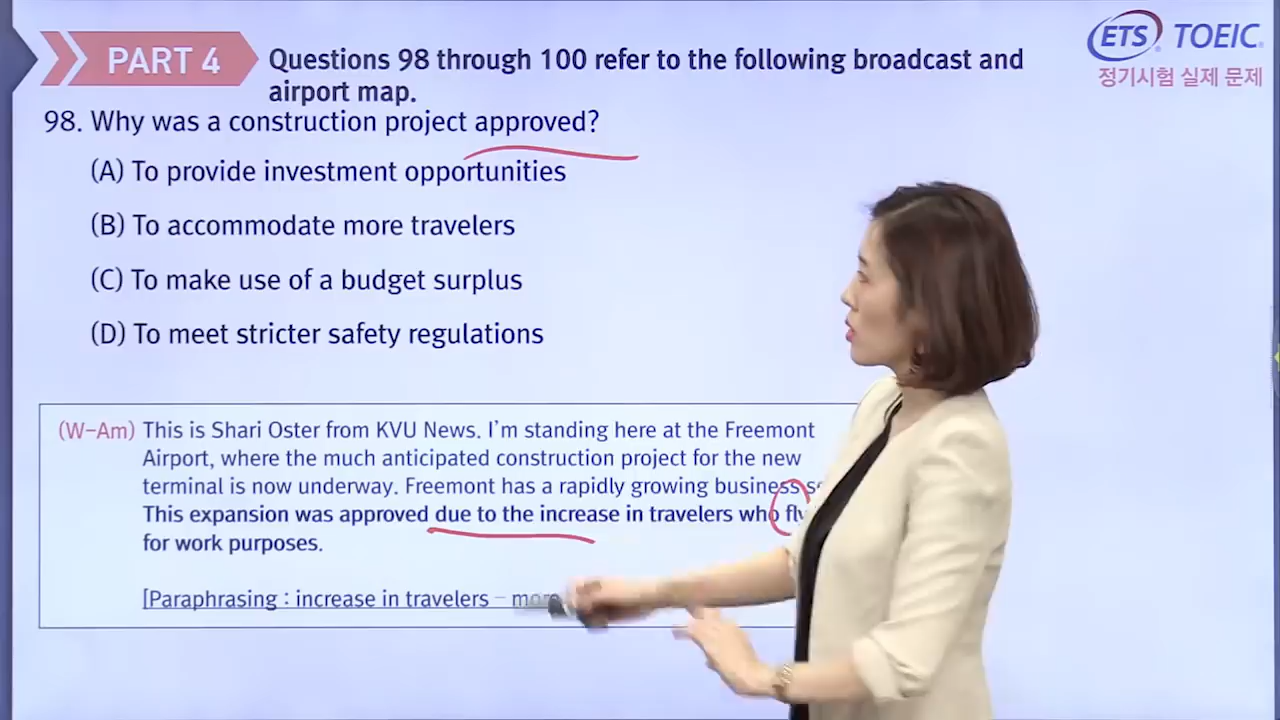 PART 4
Questions 98 through 100 refer to the following broadcast and
airport map.
ETS TOEIC
정기시험 실제 문제
98. Why was a construction project approved?
(A) To provide investment opportunities
(B) To accommodate more travelers
(C) To make use of a budget surplus
(D) To meet stricter safety regulations
(W-Am) This is Shari Oster from KVU News. I'm standing here at the Freemont
Airport, where the much anticipated construction project for the new
terminal is now underway. Freemont has a rapidly growing business
This expansion was approved due to the increase in travelers who fly
for work purposes.
[Paraphrasing : increase in travelers – more